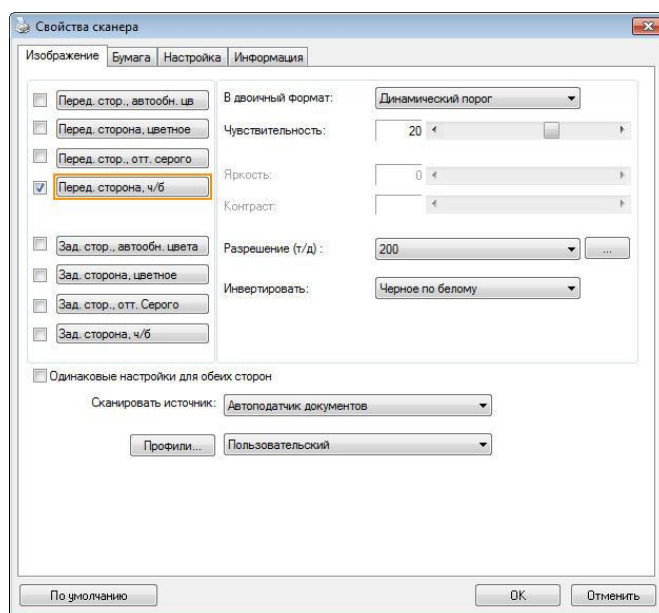 Свойства сканера
Изображение Бумага Настройка Информация
Перед. стор., автообн. цв
Перед. сторона, цветное
Перед. стор., отт. серого
Перед. сторона, ч/б
Зад. стор., автообн. цвета
Зад. сторона, цветное
Зад. стор., отт. Серого
Зад. сторона, ч/б
В двоичный формат: Динамический порог
Чувствительность: 20
Яркость: 0
Контраст:
Разрешение (т/д) : 200 ...
Инвертировать: Черное по белому
Одинаковые настройки для обеих сторон
Сканировать источник: Автоподатчик документов
Профили... Пользовательский
По умолчанию OK Отменить